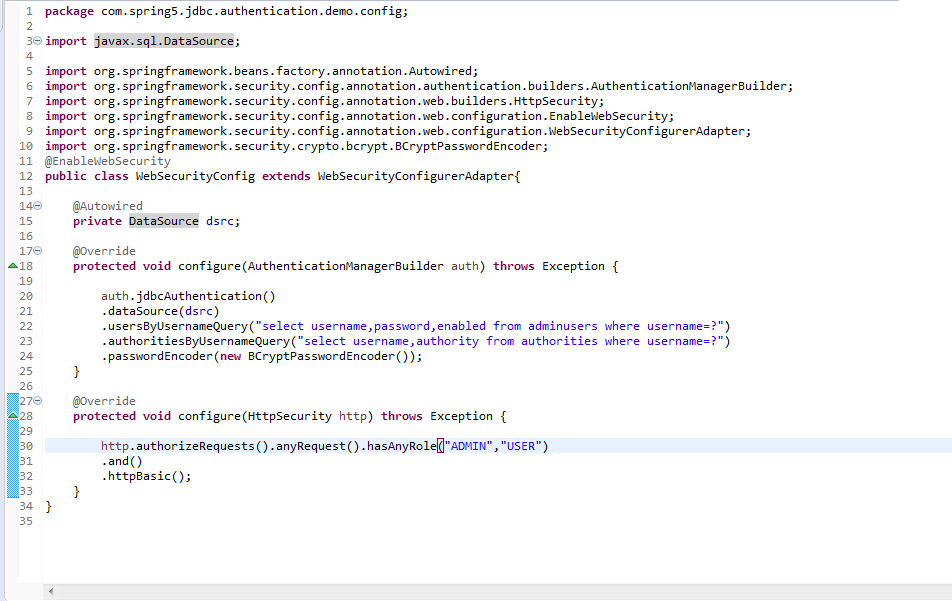 1 package com.spring5.jdbc.authentication.demo.config;
2
3 import javax.sql.DataSource;
4
5 import org.springframework.beans.factory.annotation.Autowired;
6 import org.springframework.security.config.annotation.authentication.builders.AuthenticationManagerBuilder;
7 import org.springframework.security.config.annotation.web.builders.HttpSecurity;
8 import org.springframework.security.config.annotation.web.configuration.EnableWebSecurity;
9 import org.springframework.security.config.annotation.web.configuration.WebSecurityConfigurerAdapter;
10 import org.springframework.security.crypto.bcrypt.BCryptPasswordEncoder;
11 @EnableWebSecurity
12 public class WebSecurityConfig extends WebSecurityConfigurerAdapter{
13
14     @Autowired
15     private DataSource dsrc;
16
17     @Override
18     protected void configure(AuthenticationManagerBuilder auth) throws Exception {
19
20         auth.jdbcAuthentication()
21         .dataSource(dsrc)
22         .usersByUsernameQuery("select username,password,enabled from adminusers where username=?")
23         .authoritiesByUsernameQuery("select username,authority from authorities where username=?")
24         .passwordEncoder(new BCryptPasswordEncoder());
25     }
26
27     @Override
28     protected void configure(HttpSecurity http) throws Exception {
29
30         http.authorizeRequests().anyRequest().hasAnyRole("ADMIN","USER")
31         .and()
32         .httpBasic();
33     }
34 }
35